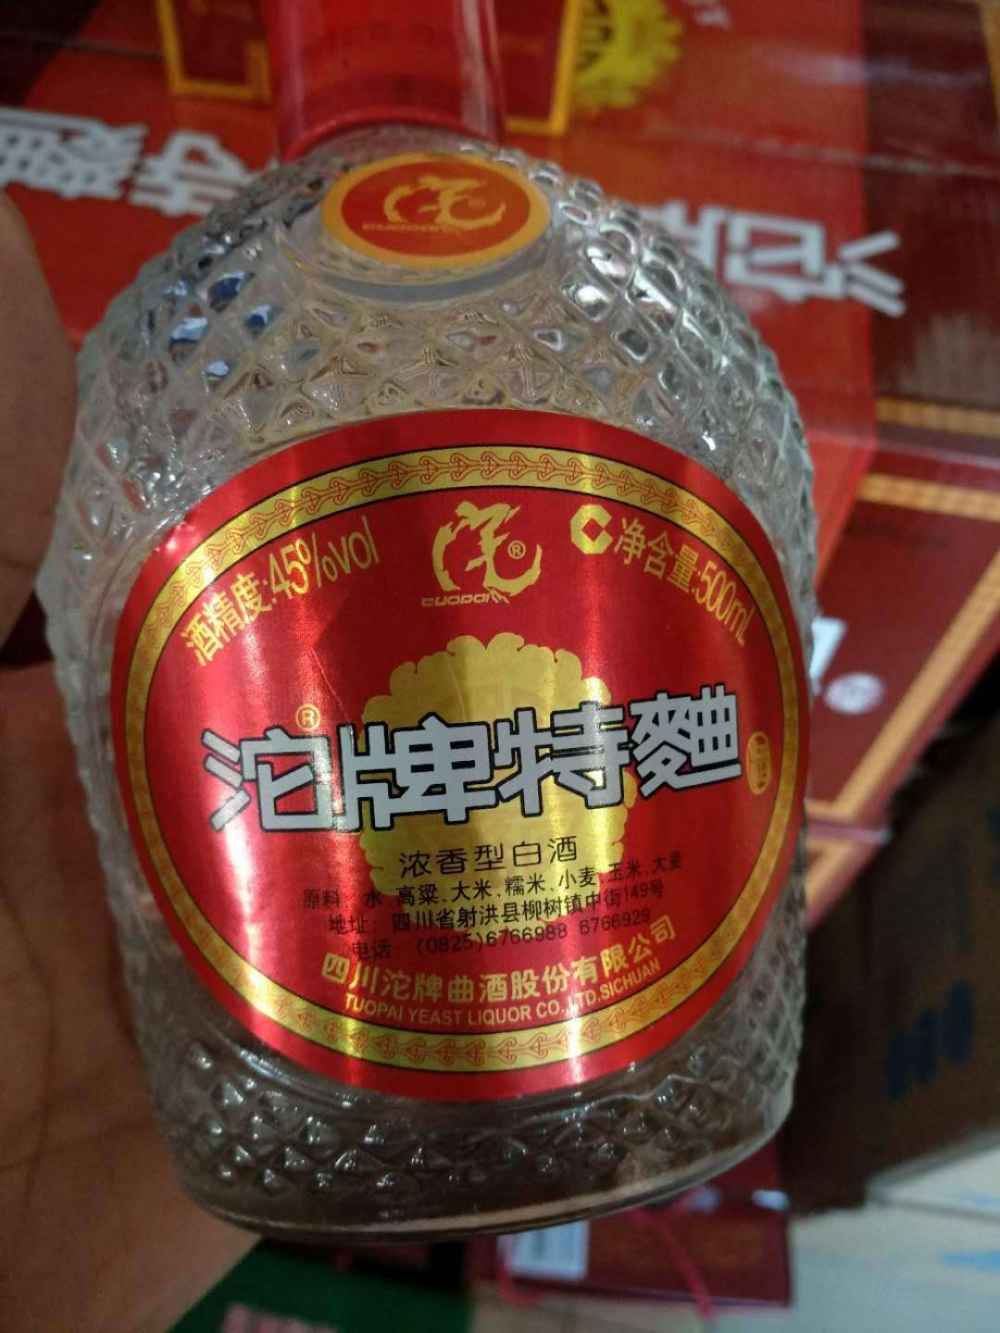 酒精度:45%vol
净含量:500mL
TUOPAI
沱牌特麯
浓香型白酒
原料：水、高粱、大米、糯米、小麦、玉米、大麦
地址：四川省射洪县柳树镇中街149号
电话：(0825)6766988 6766929
四川沱牌曲酒股份有限公司
TUOPAI YEAST LIQUOR CO.,LTD.SICHUAN
沱牌